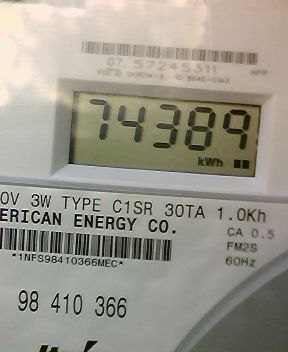 07. 57245311
74389
kWh
0V 3W TYPE C1SR 30TA 1.0Kh
ERICAN ENERGY CO.
CA 0.5
FM2S
*1NFS98410366MEC*
60Hz
98 410 366